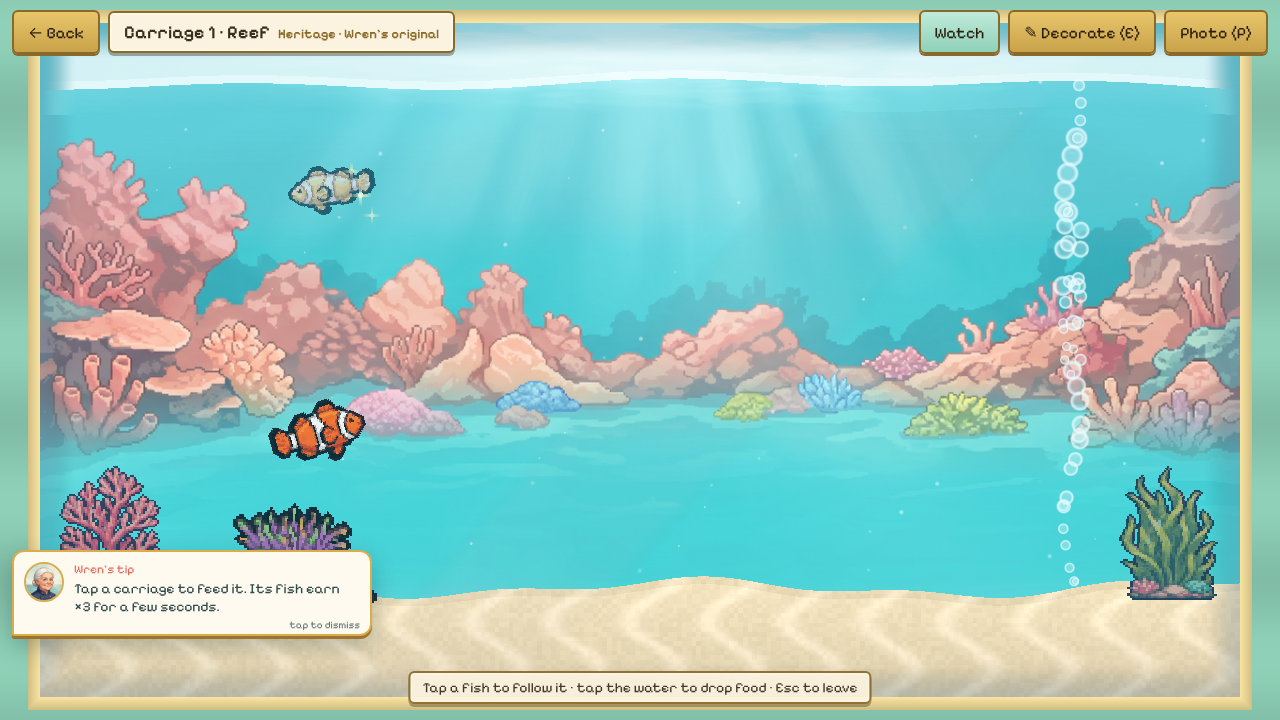 ← Back
Carriage 1 · Reef Heritage · Wren's original
Watch
✎ Decorate (E)
Photo (P)
Wren's tip
Tap a carriage to feed it. Its fish earn
×3 for a few seconds.
tap to dismiss
Tap a fish to follow it · tap the water to drop food · Esc to leave